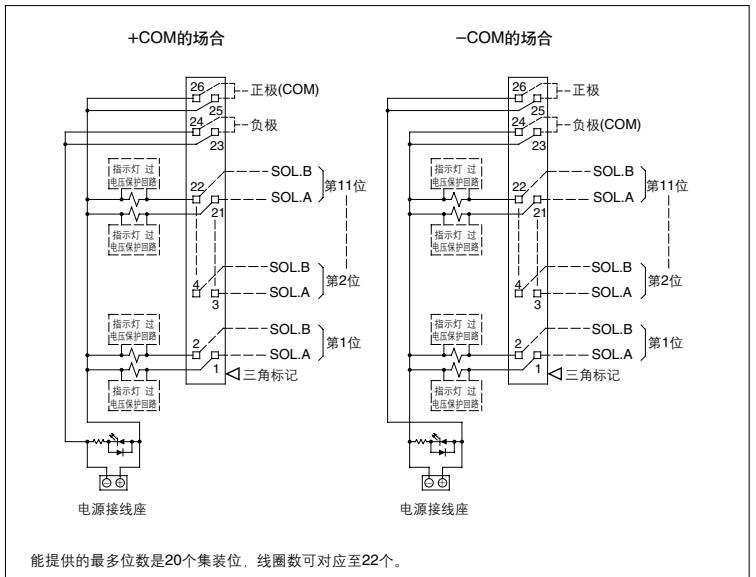 +COM的场合
26
正极(COM)
25
24
负极
23
指示灯 过
电压保护回路
SOL.B
22
第11位
SOL.A
21
指示灯 过
电压保护回路
SOL.B
4
第2位
SOL.A
3
指示灯 过
电压保护回路
SOL.B
2
第1位
SOL.A
1
三角标记
指示灯 过
电压保护回路
电源接线座
−COM的场合
26
正极
25
24
负极(COM)
23
指示灯 过
电压保护回路
SOL.B
22
第11位
SOL.A
21
指示灯 过
电压保护回路
SOL.B
4
第2位
SOL.A
3
指示灯 过
电压保护回路
SOL.B
2
第1位
SOL.A
1
三角标记
指示灯 过
电压保护回路
电源接线座
能提供的最多位数是20个集装位，线圈数可对应至22个。